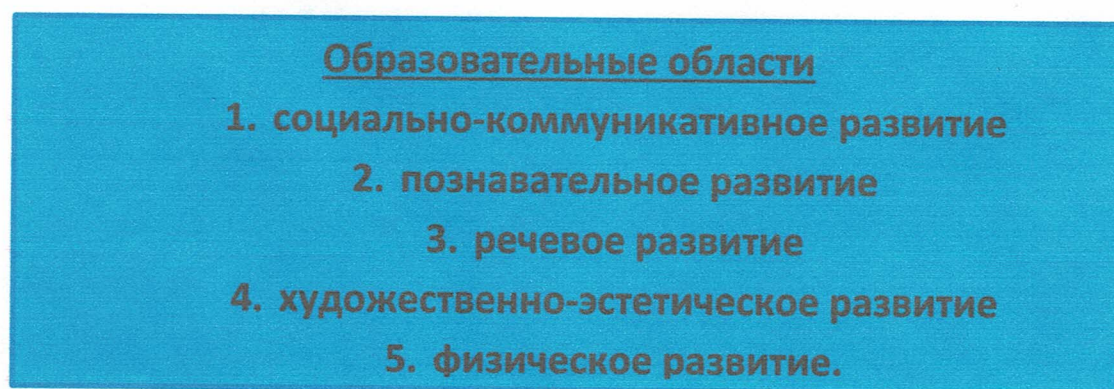 Образовательные области
1. социально-коммуникативное развитие
2. познавательное развитие
3. речевое развитие
4. художественно-эстетическое развитие
5. физическое развитие.